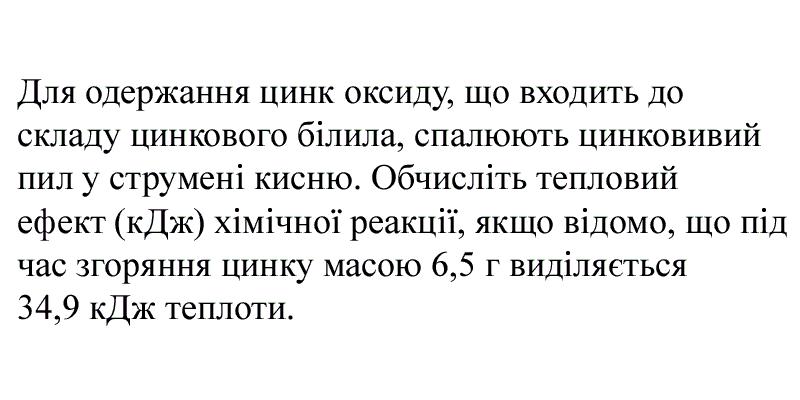 Для одержання цинк оксиду, що входить до
складу цинкового білила, спалюють цинковивий
пил у струмені кисню. Обчисліть тепловий
ефект (кДж) хімічної реакції, якщо відомо, що під
час згоряння цинку масою 6,5 г виділяється
34,9 кДж теплоти.